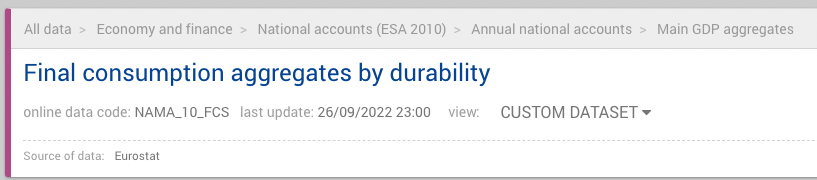 All data > Economy and finance > National accounts (ESA 2010) > Annual national accounts > Main GDP aggregates
Final consumption aggregates by durability
online data code: NAMA_10_FCS last update: 26/09/2022 23:00 view: CUSTOM DATASET
Source of data: Eurostat